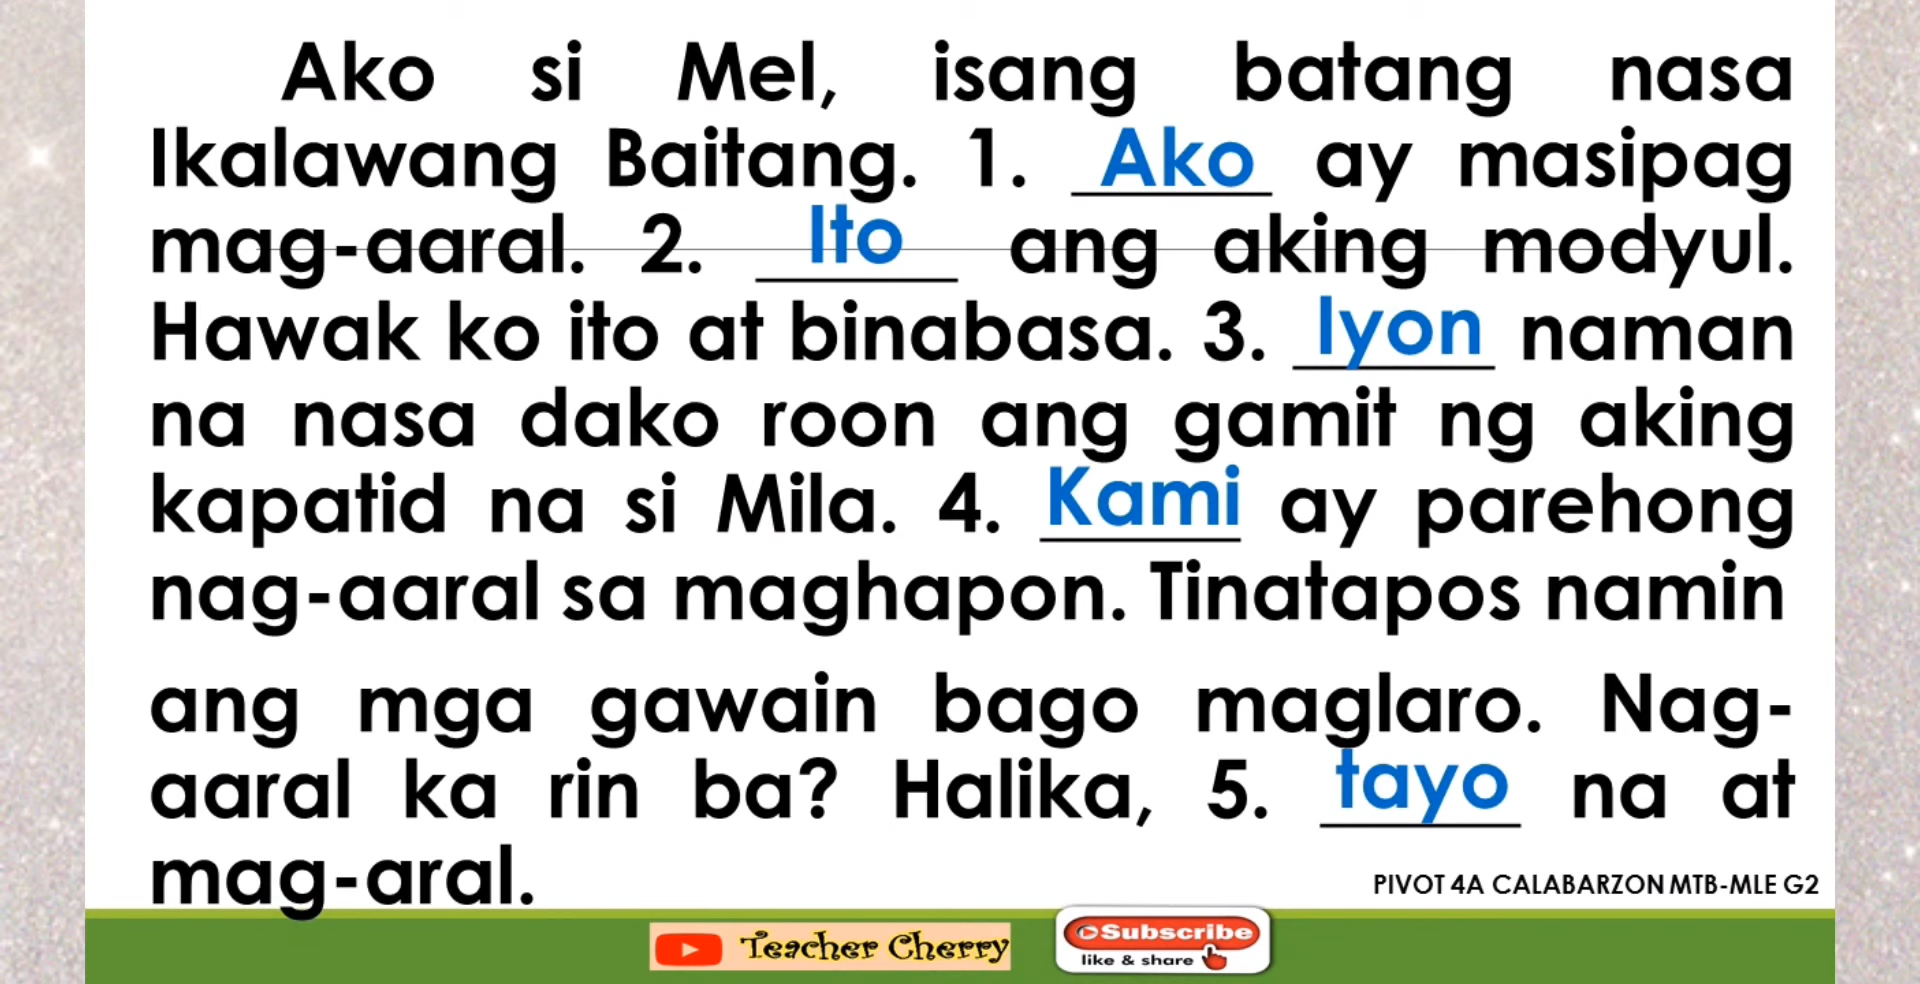 Ako si Mel, isang batang nasa
Ikalawang Baitang. 1. Ako ay masipag
mag-aaral. 2. Ito ang aking modyul.
Hawak ko ito at binabasa. 3. Iyon naman
na nasa dako roon ang gamit ng aking
kapatid na si Mila. 4. Kami ay parehong
nag-aaral sa maghapon. Tinatapos namin
ang mga gawain bago maglaro. Nag-
aaral ka rin ba? Halika, 5. tayo na at
mag-aral.
PIVOT 4A CALABARZON MTB-MLE G2
Teacher Cherry
Subscribe
like & share